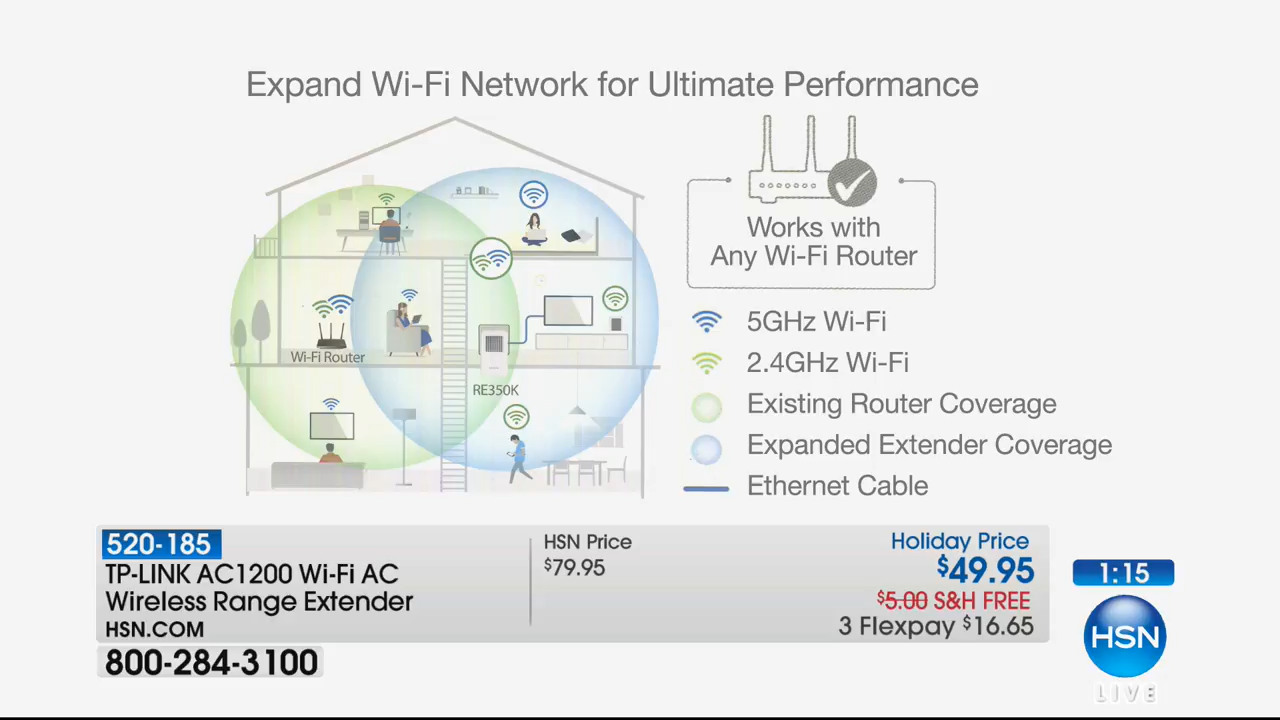 Expand Wi-Fi Network for Ultimate Performance
Works with
Any Wi-Fi Router
Wi-Fi Router
RE350K
5GHz Wi-Fi
2.4GHz Wi-Fi
Existing Router Coverage
Expanded Extender Coverage
Ethernet Cable
520-185
TP-LINK AC1200 Wi-Fi AC
Wireless Range Extender
HSN.COM
800-284-3100
HSN Price
$79.95
Holiday Price
$49.95
$5.00 S&H FREE
3 Flexpay $16.65
1:15
HSN
LIVE